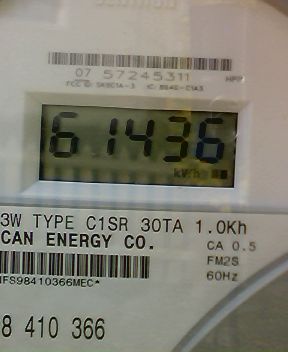 07 57245311
61436
kWh
3W TYPE C1SR 30TA 1.0Kh
CAN ENERGY CO.
CA 0.5
FM2S
60Hz
IFS98410366MEC*
8 410 366